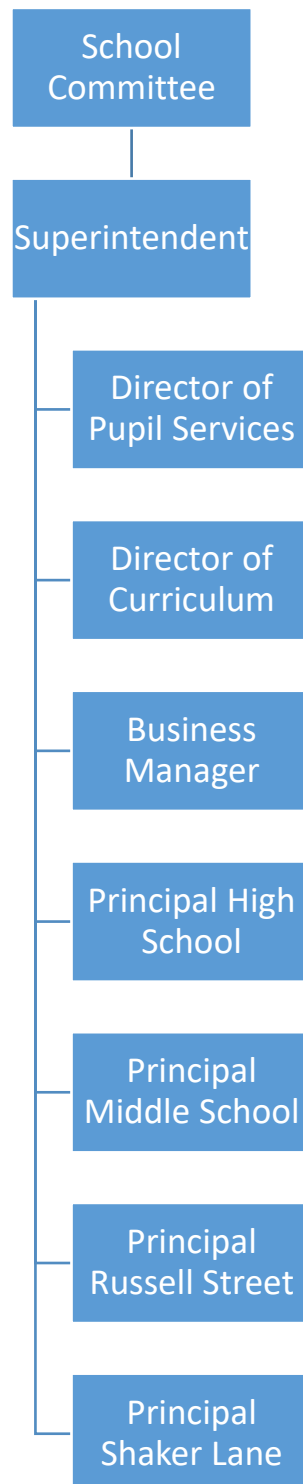 School
Committee
Superintendent
Director of
Pupil Services
Director of
Curriculum
Business
Manager
Principal High
School
Principal
Middle School
Principal
Russell Street
Principal
Shaker Lane